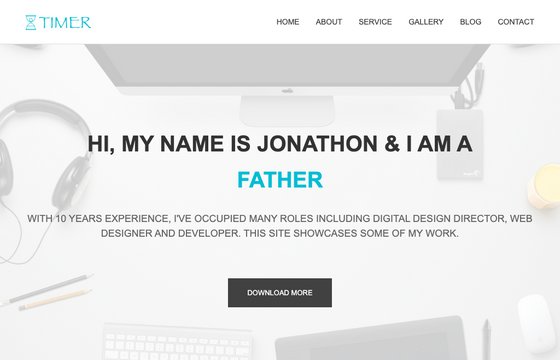 TIMER
HOME ABOUT SERVICE GALLERY BLOG CONTACT
HI, MY NAME IS JONATHON & I AM A
FATHER
WITH 10 YEARS EXPERIENCE, I'VE OCCUPIED MANY ROLES INCLUDING DIGITAL DESIGN DIRECTOR, WEB
DESIGNER AND DEVELOPER. THIS SITE SHOWCASES SOME OF MY WORK.
DOWNLOAD MORE